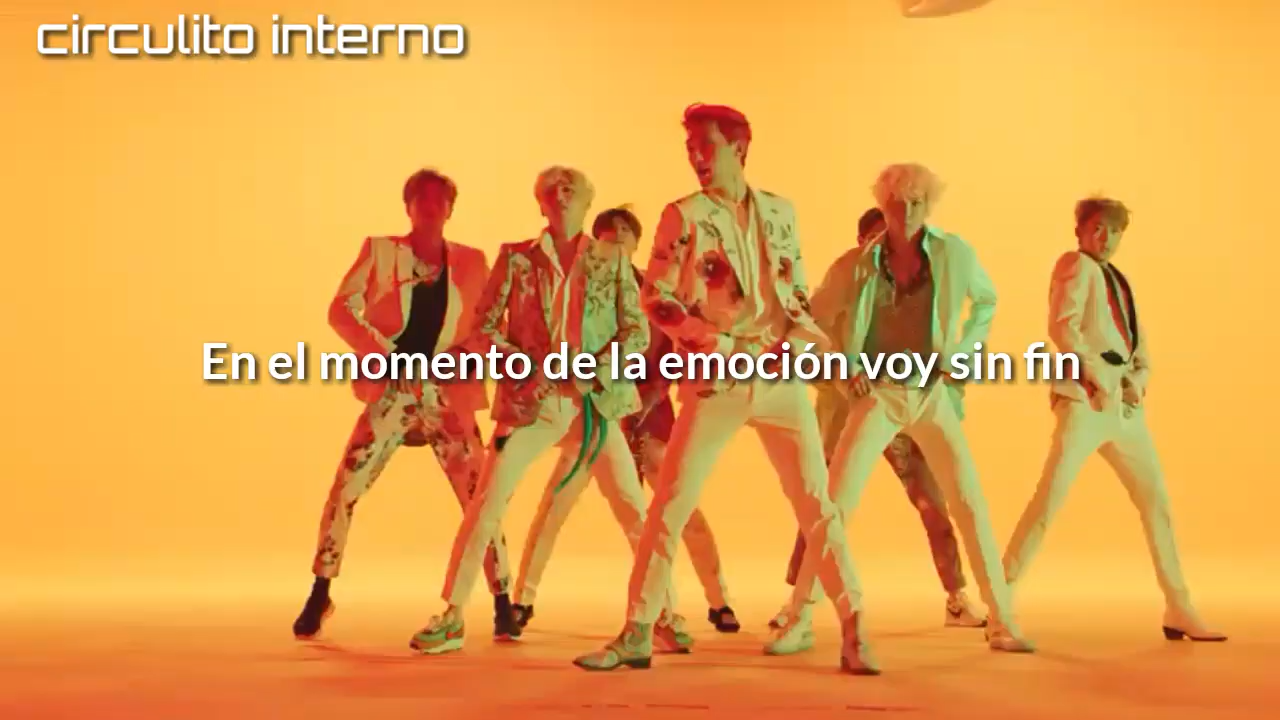 circulito interno
En el momento de la emoción voy sin fin